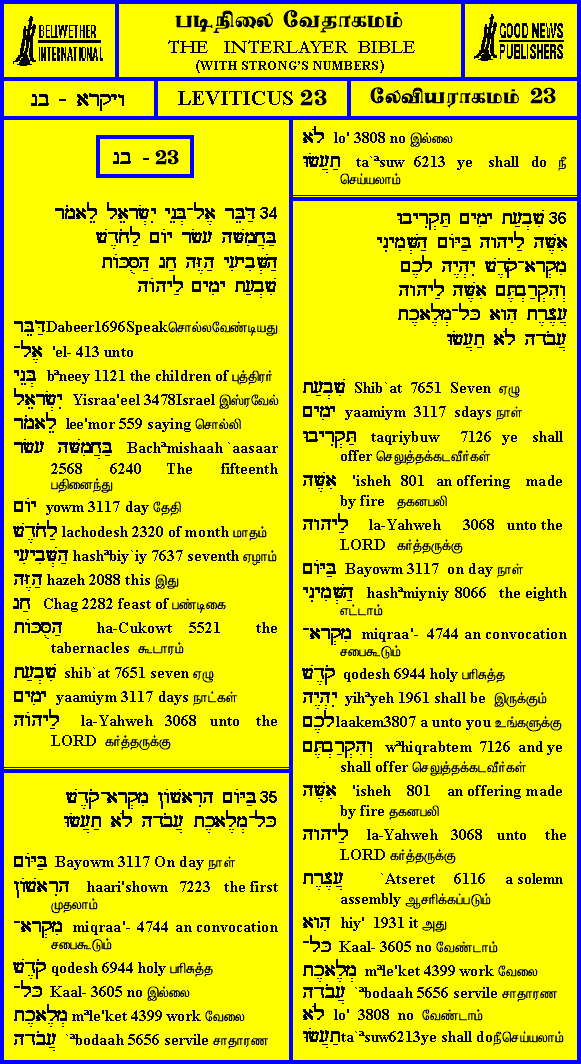 BELLWETHER
INTERNATIONAL
படிநிலை வேதாகமம்
THE INTERLAYER BIBLE
(WITH STRONG'S NUMBERS)
GOOD NEWS
PUBLISHERS
ויקרא - בנ
LEVITICUS 23
லேவியராகமம் 23
בנ - 23
34 דַּבֵּר אֶל־בְּנֵי יִשְׂרָאֵל לֵאמֹר
בַּחֲמִשָּׁה עָשָׂר יוֹם לַחֹדֶשׁ
הַשְּׁבִיעִי הַזֶּה חַג הַסֻּכּוֹת
שִׁבְעַת יָמִים לַיהוָֹה
דַּבֵּר Dabeer1696Speakசொல்லவேண்டியது
אֶל־ 'el- 413 unto
בְּנֵי bªneey 1121 the children of புத்திரர்
יִשְׂרָאֵל Yisraa'eel 3478Israel இஸ்ரவேல்
לֵאמֹר lee'mor 559 saying சொல்லி
בַּחֲמִשָּׁה עָשָׂר Bachªmishaah `aasaar
2568 6240 The fifteenth
பதினைந்து
יוֹם yowm 3117 day தேதி
לַחֹדֶשׁ lachodesh 2320 of month மாதம்
הַשְּׁבִיעִי hashªbiy`iy 7637 seventh ஏழாம்
הַזֶּה hazeh 2088 this இது
חַג Chag 2282 feast of பண்டிகை
הַסֻּכּוֹת ha-Cukowt 5521 the
tabernacles கூடாரம்
שִׁבְעַת shib`at 7651 seven ஏழு
יָמִים yaamiym 3117 days நாட்கள்
לַיהוָֹה la-Yahweh 3068 unto the
LORD கர்த்தருக்கு
35 בַּיּוֹם הָרִאשׁוֹן מִקְרָא־קֹדֶשׁ
כָּל־מְלֶאכֶת עֲבֹדָה לֹא תַעֲשׂוּ
בַּיּוֹם Bayowm 3117 On day நாள்
הָרִאשׁוֹן haari'shown 7223 the first
முதலாம்
מִקְרָא־ miqraa'- 4744 an convocation
சபைகூடும்
קֹדֶשׁ qodesh 6944 holy பரிசுத்த
כָּל־ Kaal- 3605 no இல்லை
מְלֶאכֶת mªle'ket 4399 work வேலை
עֲבֹדָה `ªbodaah 5656 servile சாதாரண
לֹא lo' 3808 no இல்லை
תַעֲשׂוּ ta`ªsuw 6213 ye shall do நீ
செய்யலாம்
36 שִׁבְעַת יָמִים תַּקְרִיבוּ
אִשֶּׁה לַיהוָה בַּיּוֹם הַשְּׁמִינִי
מִקְרָא־קֹדֶשׁ יִהְיֶה לָכֶם
וְהִקְרַבְתֶּם אִשֶּׁה לַיהוָה
עֲצֶרֶת הִוא כָּל־מְלֶאכֶת
עֲבֹדָה לֹא תַעֲשׂוּ
שִׁבְעַת Shib`at 7651 Seven ஏழு
יָמִים yaamiym 3117 sdays நாள்
תַּקְרִיבוּ taqriybuw 7126 ye shall
offer செலுத்தக்கடவீர்கள்
אִשֶּׁה 'isheh 801 an offering made
by fire தகனபலி
לַיהוָה la-Yahweh 3068 unto the
LORD கர்த்தருக்கு
בַּיּוֹם Bayowm 3117 on day நாள்
הַשְּׁמִינִי hashªmiyniy 8066 the eighth
எட்டாம்
מִקְרָא־ miqraa'- 4744 an convocation
சபைகூடும்
קֹדֶשׁ qodesh 6944 holy பரிசுத்த
יִהְיֶה yihªyeh 1961 shall be இருக்கும்
לָכֶם laakem3807 a unto you உங்களுக்கு
וְהִקְרַבְתֶּם wªhiqrabtem 7126 and ye
shall offer செலுத்தக்கடவீர்கள்
אִשֶּׁה 'isheh 801 an offering made
by fire தகனபலி
לַיהוָה la-Yahweh 3068 unto the
LORD கர்த்தருக்கு
עֲצֶרֶת `Atseret 6116 a solemn
assembly ஆசரிக்கப்படும்
הִוא hiy' 1931 it அது
כָּל־ Kaal- 3605 no வேண்டாம்
מְלֶאכֶת mªle'ket 4399 work வேலை
עֲבֹדָה `ªbodaah 5656 servile சாதாரண
לֹא lo' 3808 no வேண்டாம்
תַעֲשׂוּ ta`ªsuw6213ye shall doநீசெய்யலாம்